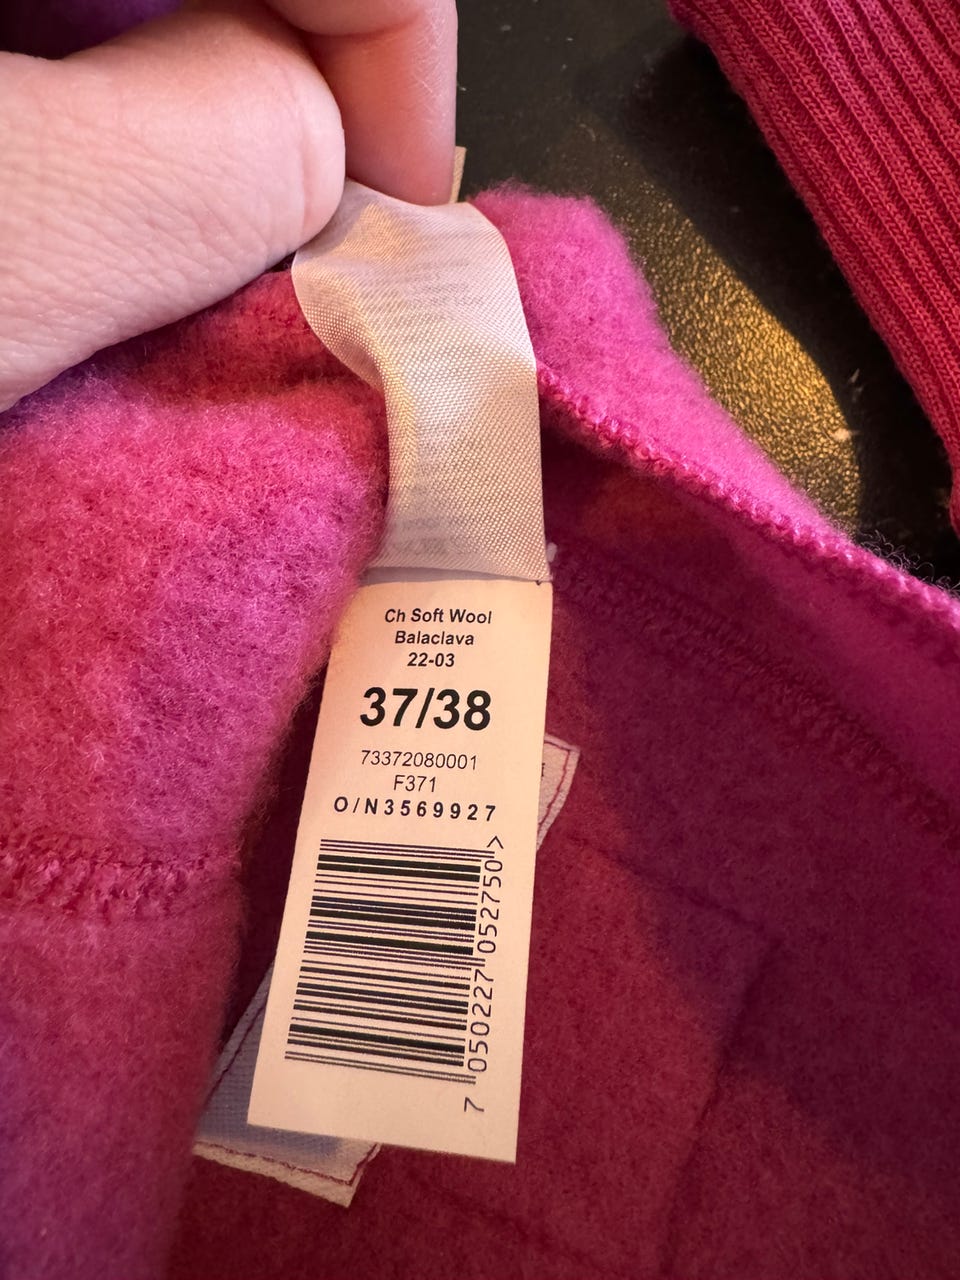 Ch Soft Wool
Balaclava
22-03
37/38
73372080001
F371
O/N3569927
7 050227 052750 >